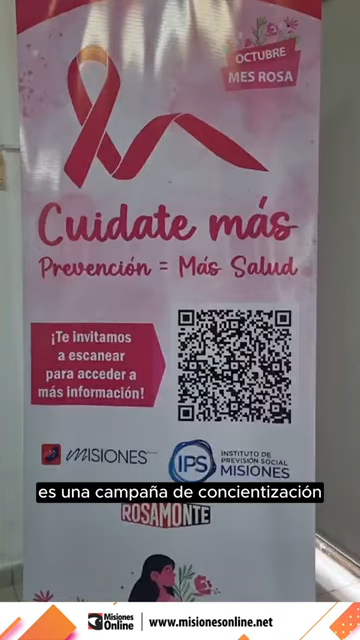 OCTUBRE
MES ROSA
Cuidate más
Prevención = Más Salud
¡Te invitamos
a escanear
para acceder a
más información!
MISIONES
IPS
INSTITUTO DE
PREVISIÓN SOCIAL
MISIONES
es una campaña de concientización
ROSAMONTE
Misiones
Online
www.misionesonline.net